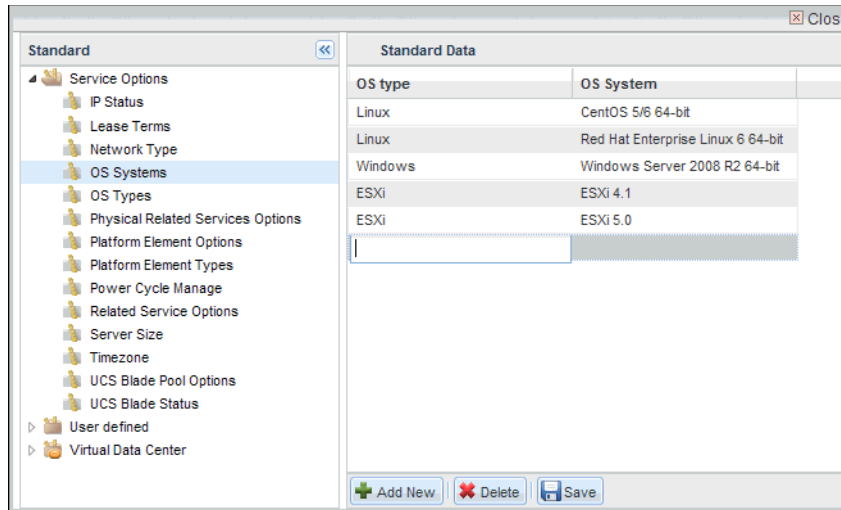 Clos
Standard
Standard Data
Service Options
IP Status
Lease Terms
Network Type
OS Systems
OS Types
Physical Related Services Options
Platform Element Options
Platform Element Types
Power Cycle Manage
Related Service Options
Server Size
Timezone
UCS Blade Pool Options
UCS Blade Status
User defined
Virtual Data Center
OS type OS System
Linux CentOS 5/6 64-bit
Linux Red Hat Enterprise Linux 6 64-bit
Windows Windows Server 2008 R2 64-bit
ESXi ESXi 4.1
ESXi ESXi 5.0
Add New Delete Save